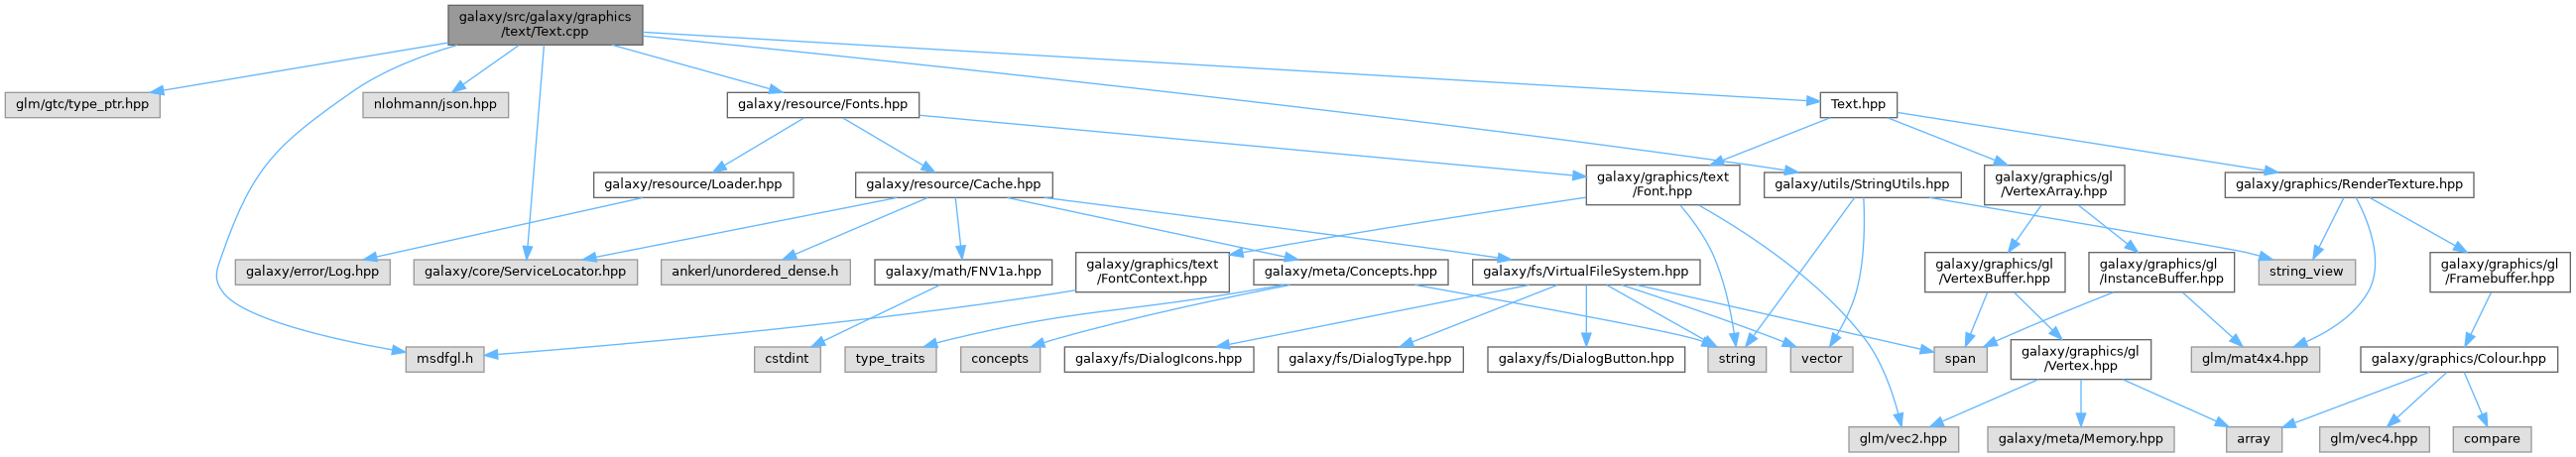 galaxy/src/galaxy/graphics
/text/Text.cpp
glm/gtc/type_ptr.hpp
nlohmann/json.hpp
galaxy/resource/Fonts.hpp
Text.hpp
galaxy/resource/Loader.hpp
galaxy/resource/Cache.hpp
galaxy/graphics/text
/Font.hpp
galaxy/utils/StringUtils.hpp
galaxy/graphics/gl
/VertexArray.hpp
galaxy/graphics/RenderTexture.hpp
galaxy/error/Log.hpp
galaxy/core/ServiceLocator.hpp
ankerl/unordered_dense.h
galaxy/math/FNV1a.hpp
galaxy/graphics/text
/FontContext.hpp
galaxy/meta/Concepts.hpp
galaxy/fs/VirtualFileSystem.hpp
galaxy/graphics/gl
/VertexBuffer.hpp
galaxy/graphics/gl
/InstanceBuffer.hpp
string_view
galaxy/graphics/gl
/Framebuffer.hpp
msdfgl.h
cstdint
type_traits
concepts
galaxy/fs/DialogIcons.hpp
galaxy/fs/DialogType.hpp
galaxy/fs/DialogButton.hpp
string
vector
span
galaxy/graphics/gl
/Vertex.hpp
glm/mat4x4.hpp
galaxy/graphics/Colour.hpp
glm/vec2.hpp
galaxy/meta/Memory.hpp
array
glm/vec4.hpp
compare